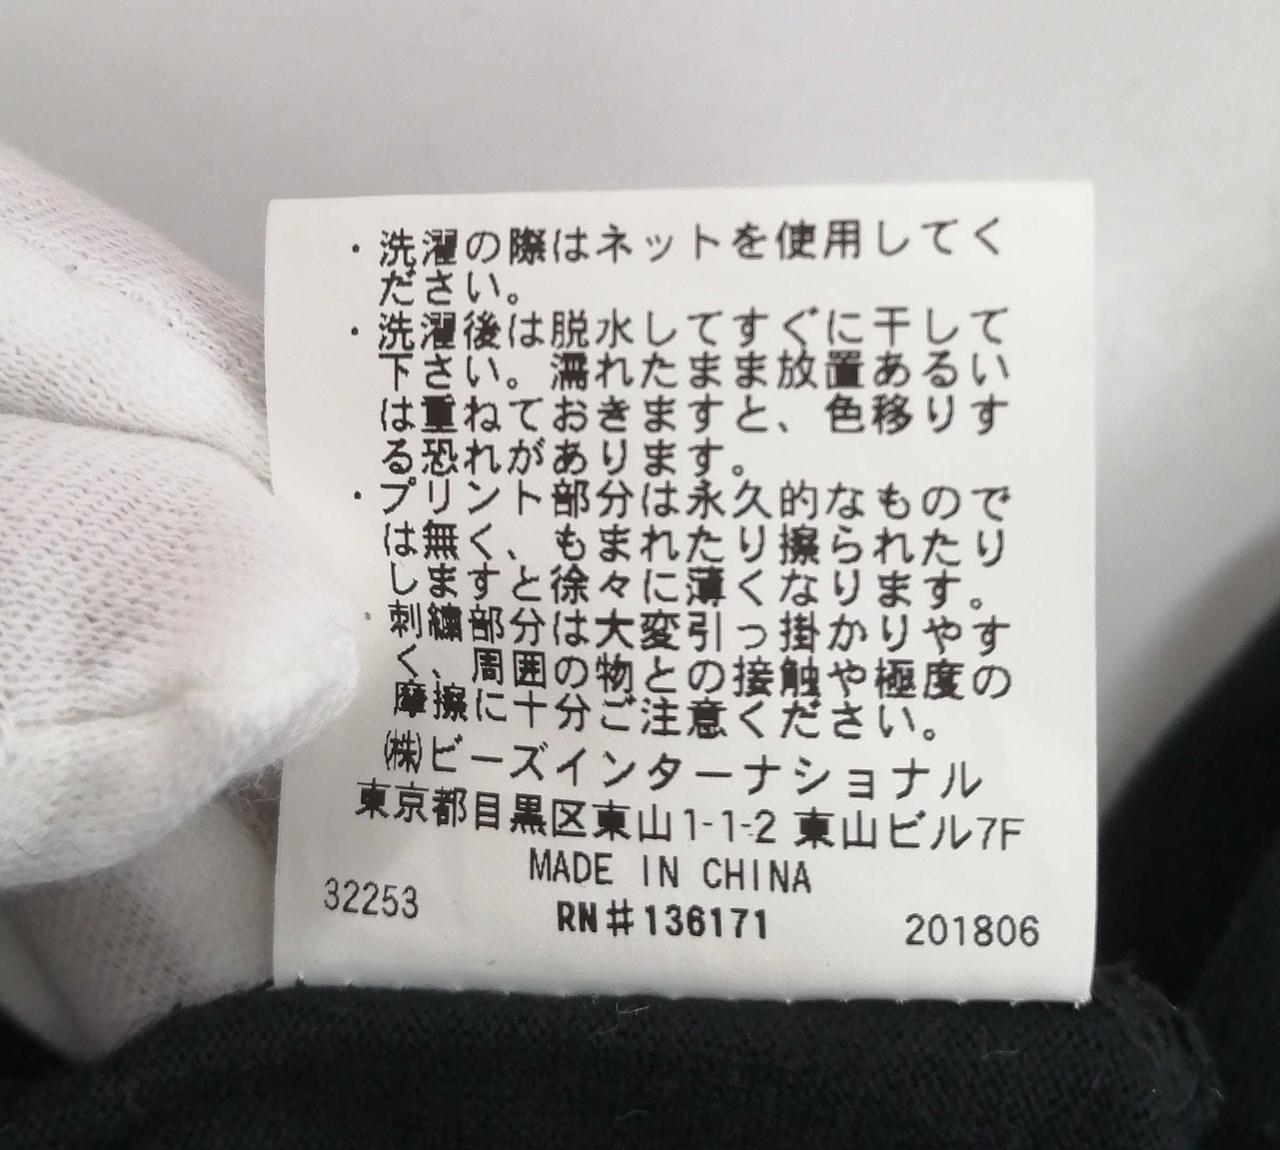 ・洗濯の際はネットを使用してく
ださい。
・洗濯後は脱水してすぐに干して
下さい。濡れたまま放置あるい
は重ねておきますと、色移りす
る恐れがあります。
・プリント部分は永久的なもので
は無く、もまれたり擦られたり
しますと徐々に薄くなります。
・刺繍部分は大変引っ掛かりやす
く、周囲の物との接触や極度の
摩擦に十分ご注意ください。
(株)ビーズインターナショナル
東京都目黒区東山1-1-2 東山ビル7F
MADE IN CHINA
32253
RN#136171
201806